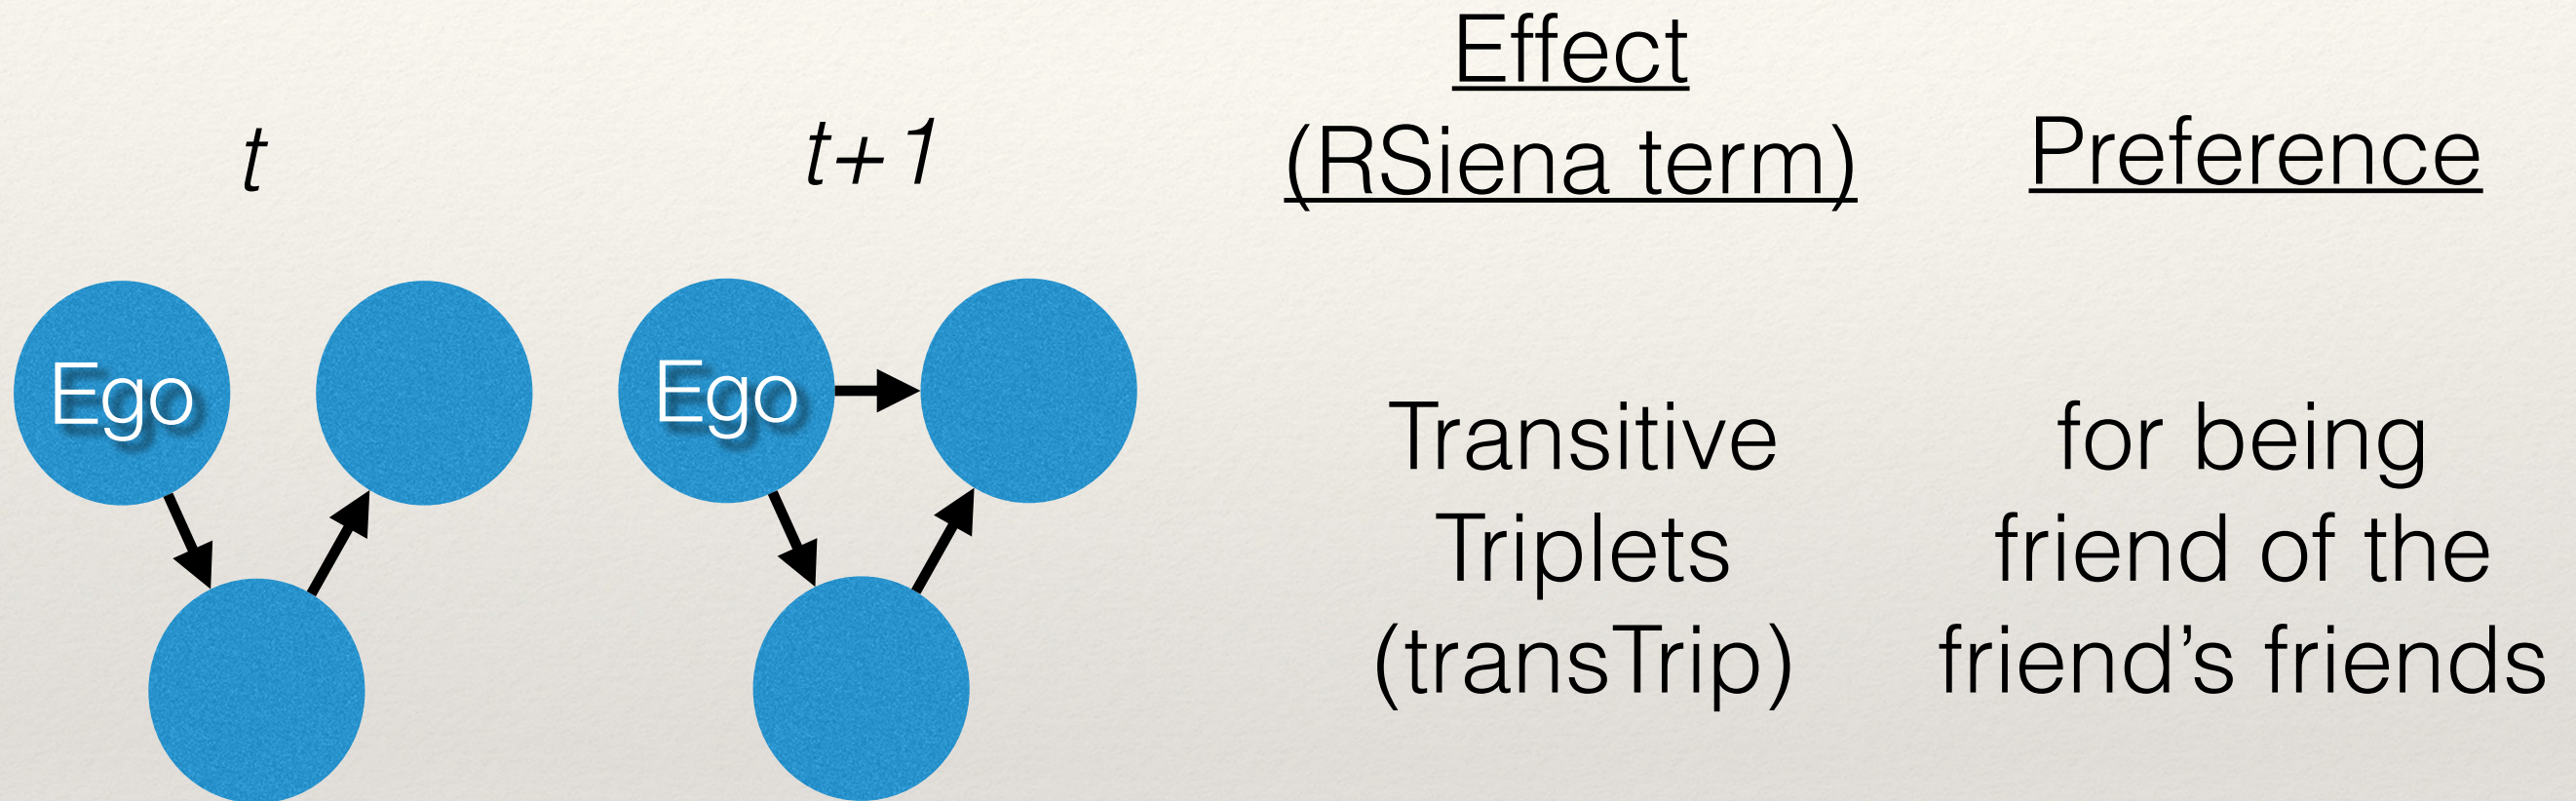 t
t+1
Effect
(RSiena term)
Preference
Ego
Ego
Transitive
Triplets
(transTrip)
for being
friend of the
friend’s friends